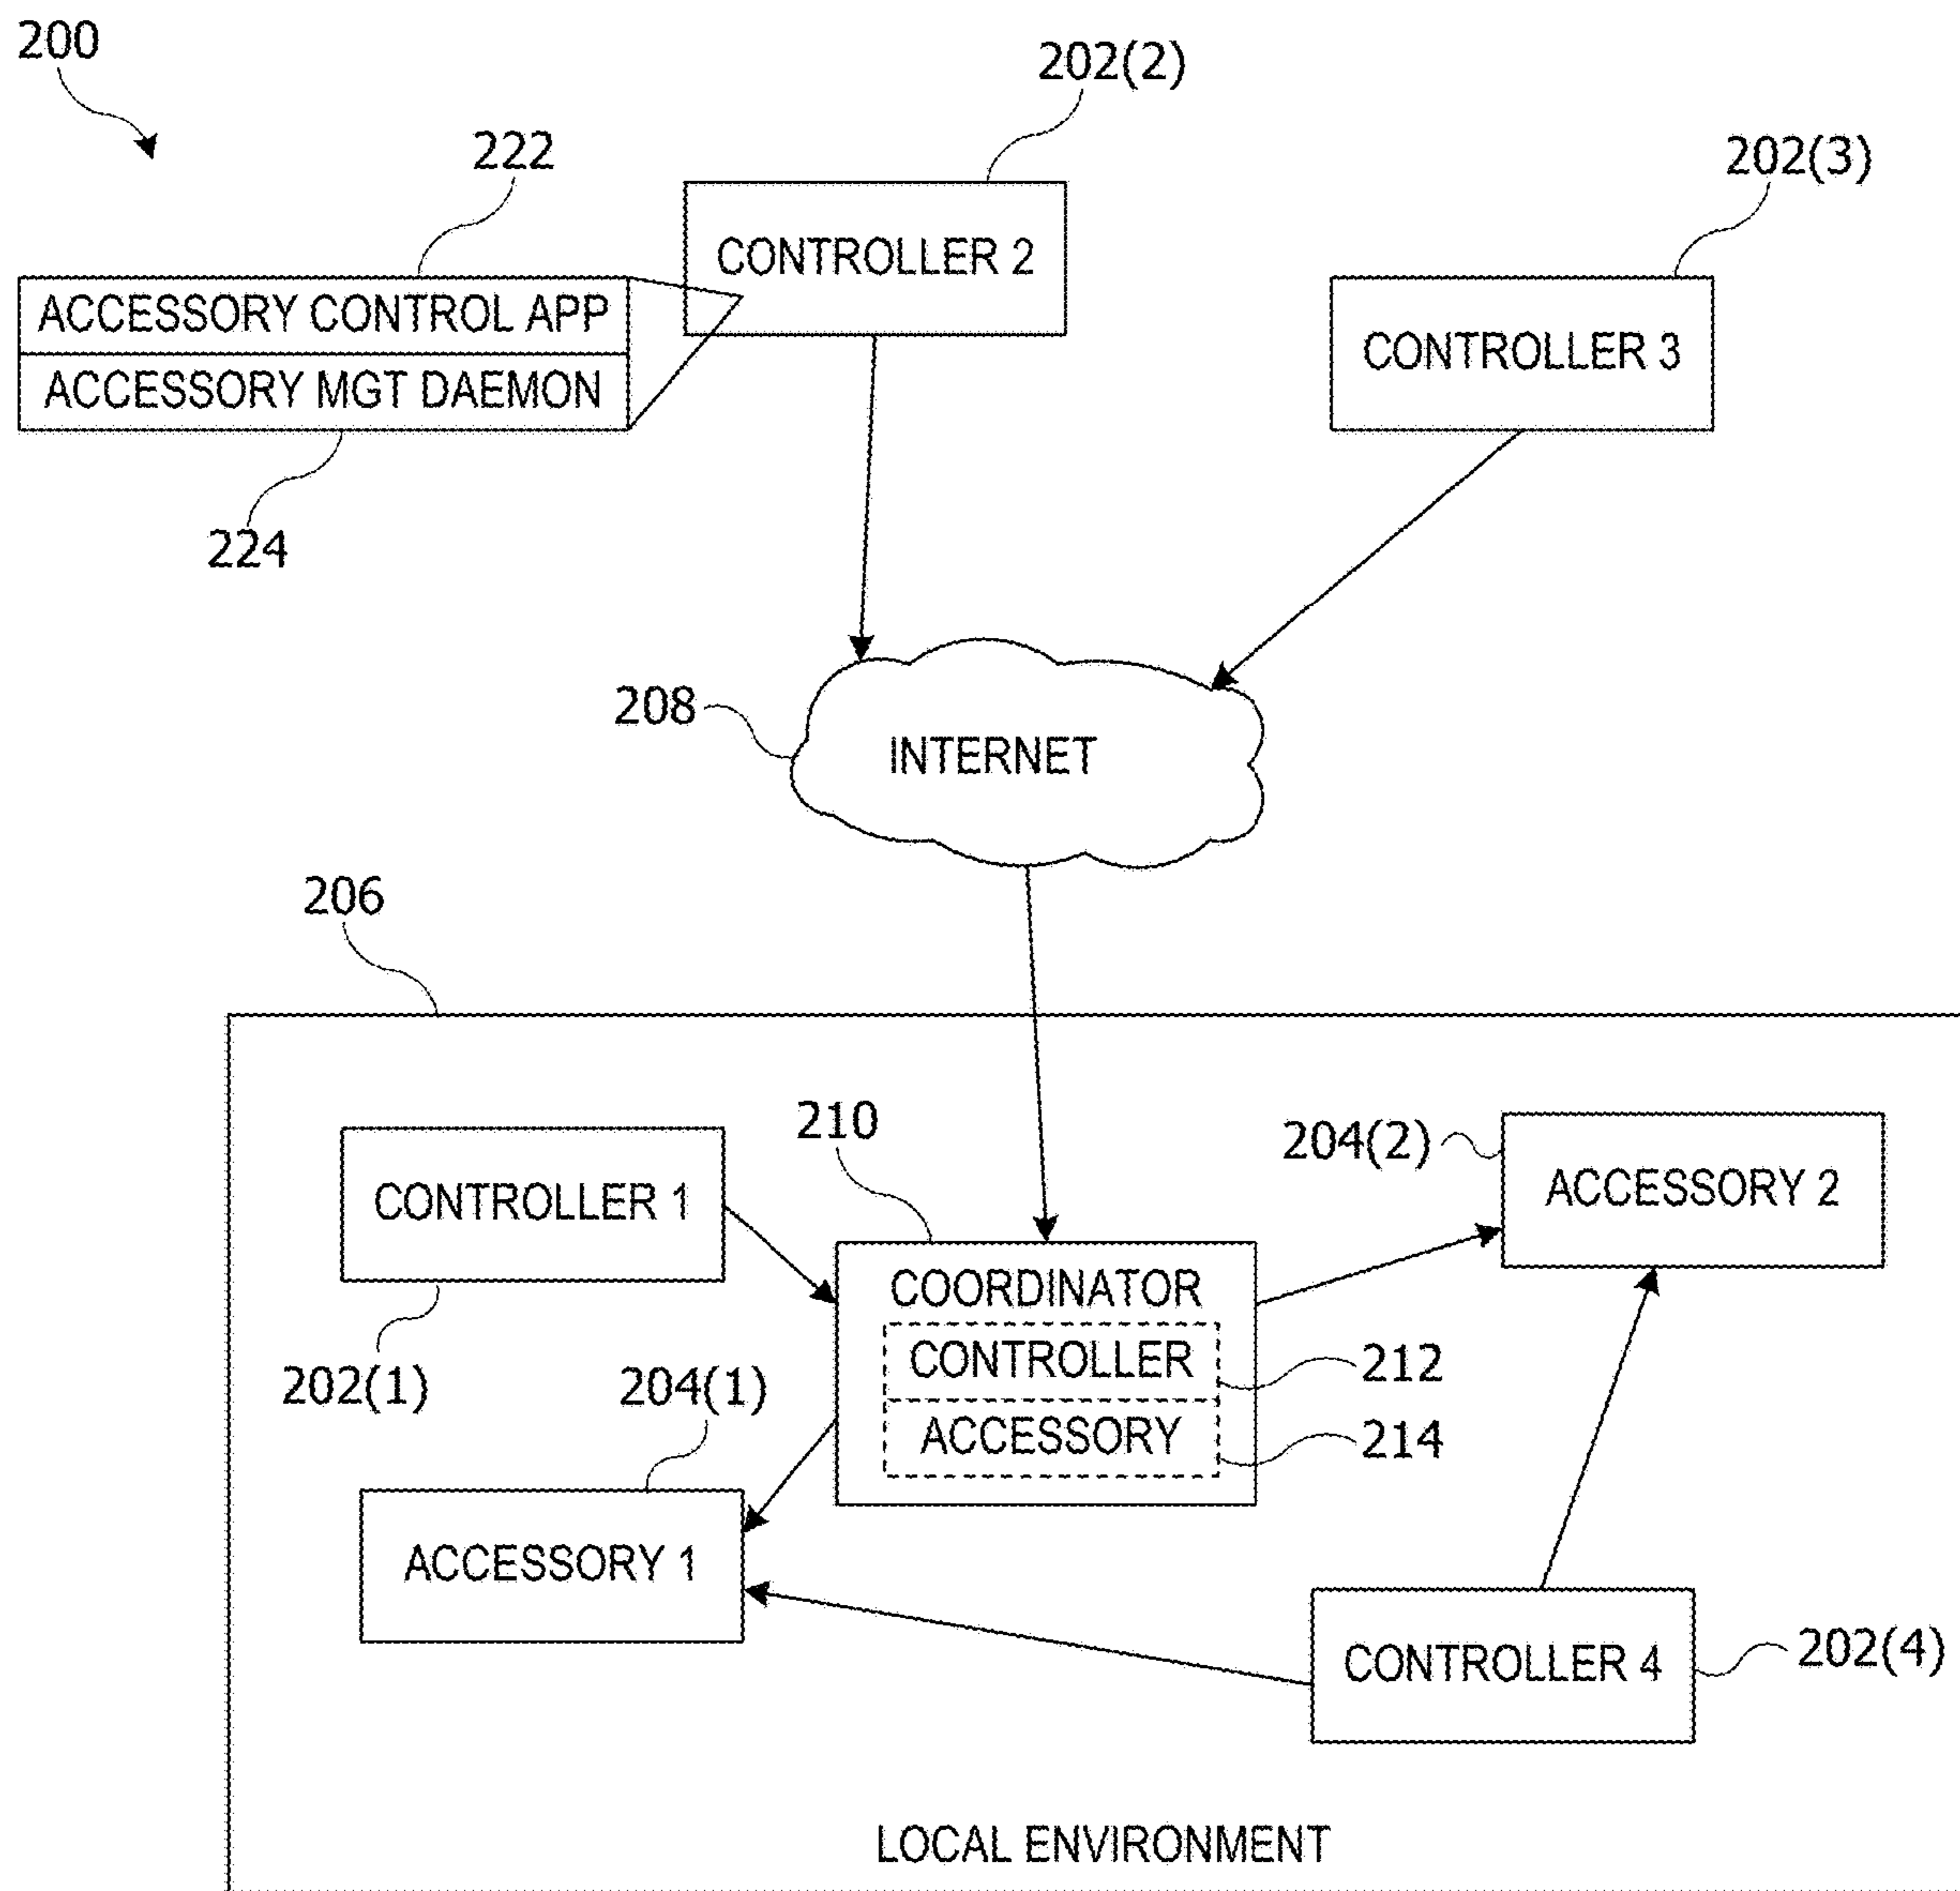 200
202(2)
222
202(3)
CONTROLLER 2
ACCESSORY CONTROL APP
CONTROLLER 3
ACCESSORY MGT DAEMON
224
208
INTERNET
206
210
204(2)
CONTROLLER 1
ACCESSORY 2
COORDINATOR
CONTROLLER
212
202(1)
204(1)
ACCESSORY
214
ACCESSORY 1
CONTROLLER 4
202(4)
LOCAL ENVIRONMENT